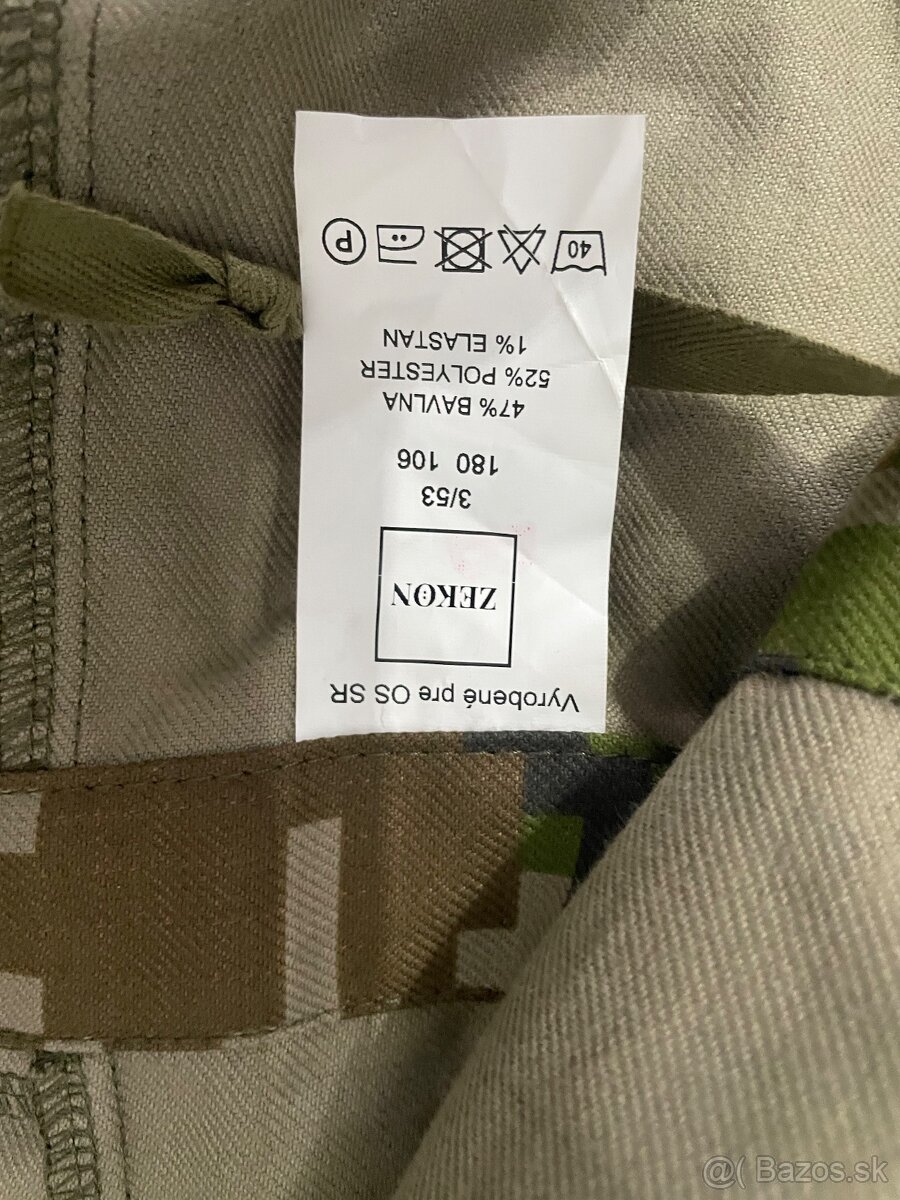 Vyrobené pre OS SR
ZEKON
3/53
180 106
47% BAVLNA
52% POLYESTER
1% ELASTAN
40
P
@( Bazos.sk